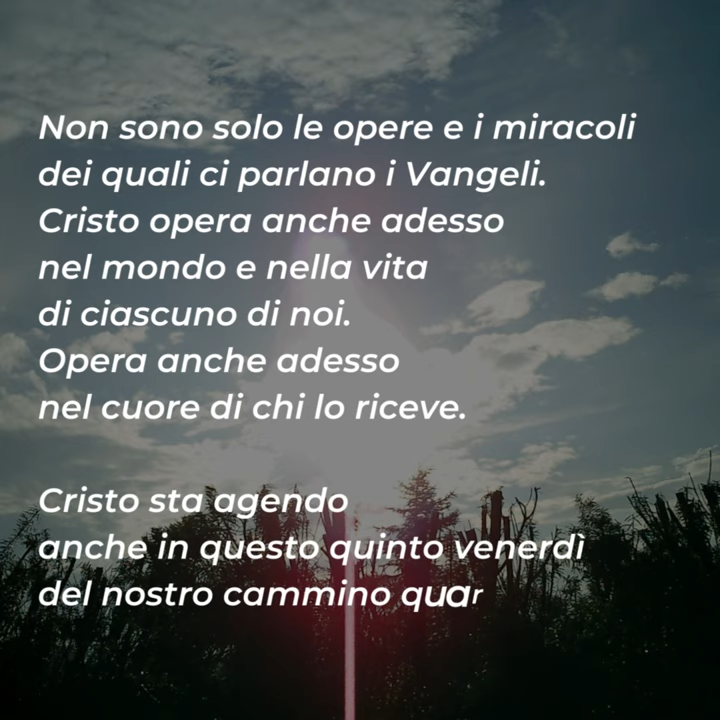 Non sono solo le opere e i miracoli
dei quali ci parlano i Vangeli.
Cristo opera anche adesso
nel mondo e nella vita
di ciascuno di noi.
Opera anche adesso
nel cuore di chi lo riceve.
Cristo sta agendo
anche in questo quinto venerdì
del nostro cammino quar